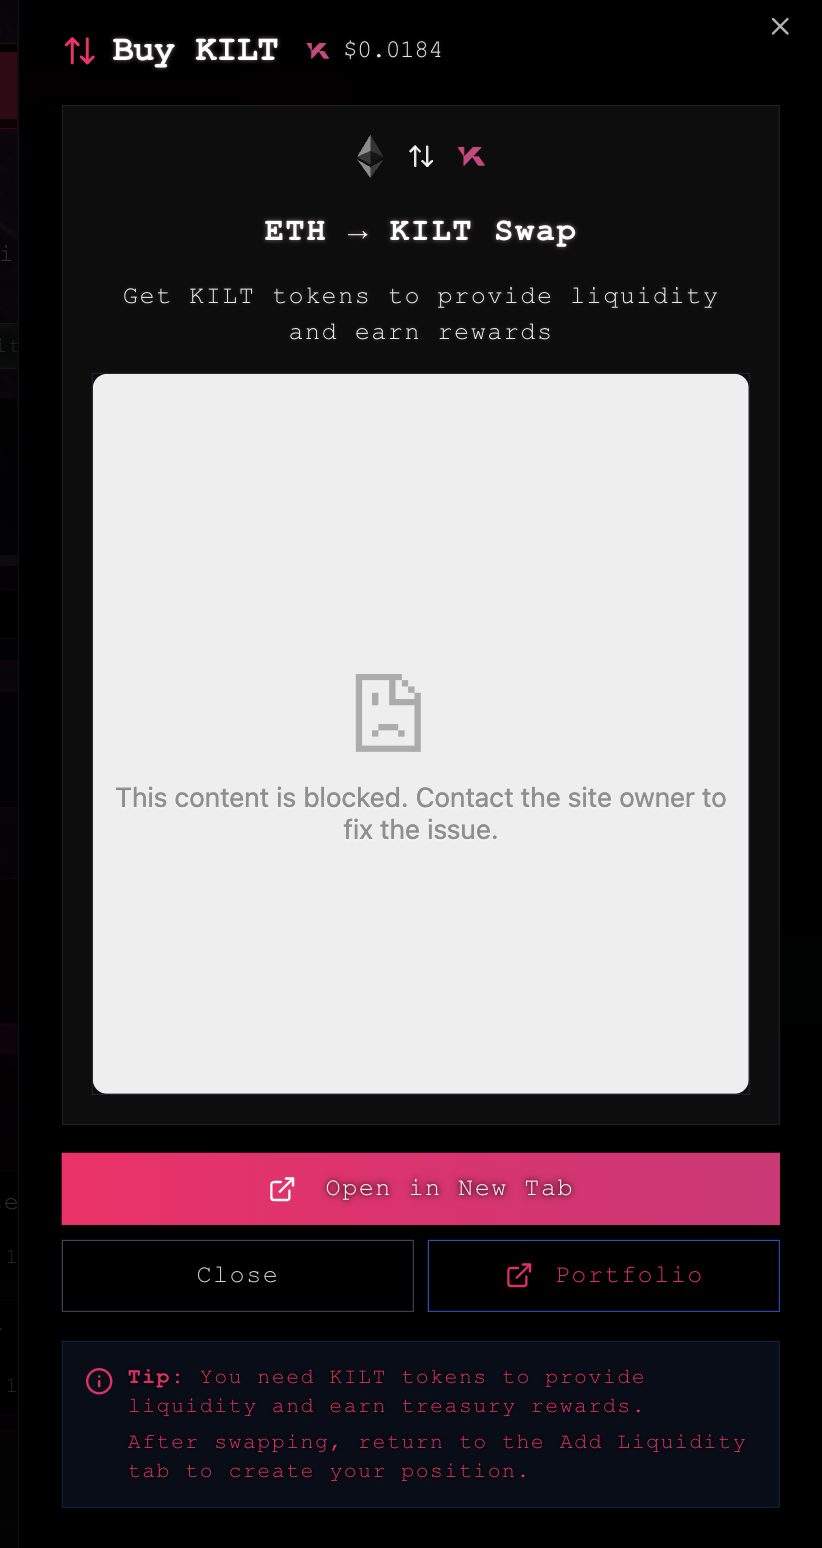 Buy KILT $0.0184
ETH → KILT Swap
Get KILT tokens to provide liquidity
and earn rewards
This content is blocked. Contact the site owner to
fix the issue.
Open in New Tab
Close
Portfolio
Tip: You need KILT tokens to provide
liquidity and earn treasury rewards.
After swapping, return to the Add Liquidity
tab to create your position.